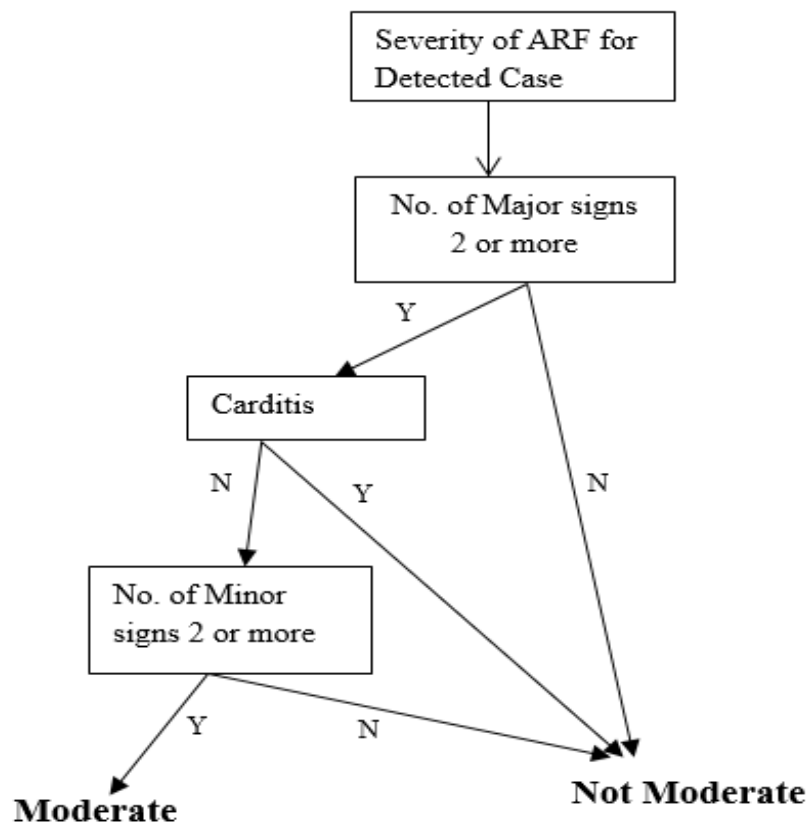 Severity of ARF for
Detected Case
No. of Major signs
2 or more
Y
Carditis
N
Y
N
No. of Minor
signs 2 or more
Y
N
Not Moderate
Moderate